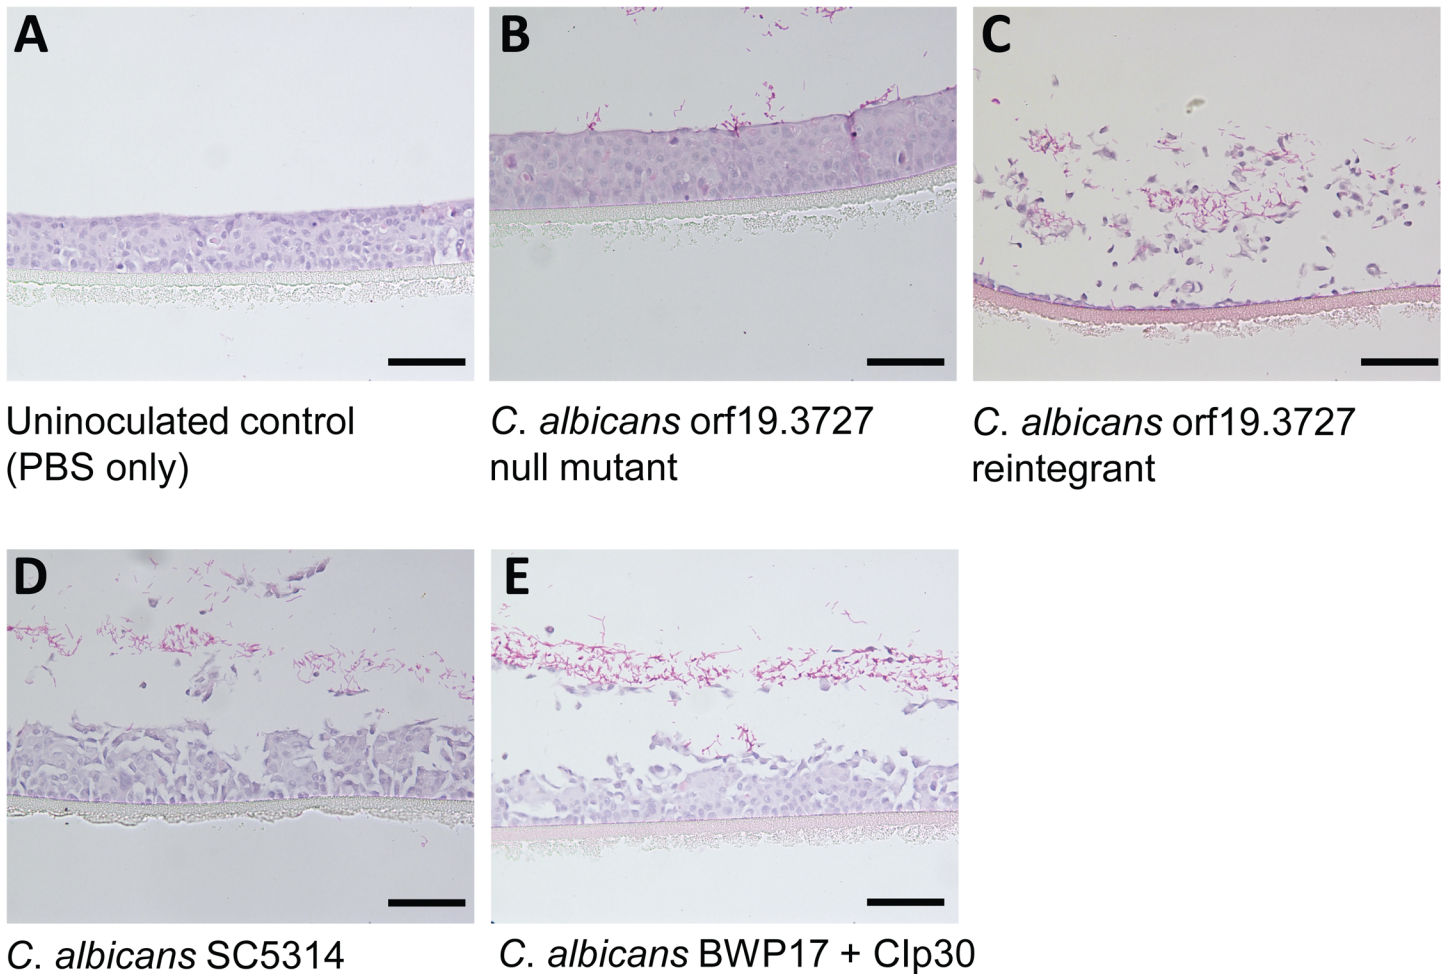 A
B
C
Uninoculated control
(PBS only)
C. albicans orf19.3727
null mutant
C. albicans orf19.3727
reintegrant
D
E
C. albicans SC5314
C. albicans BWP17 + CIp30